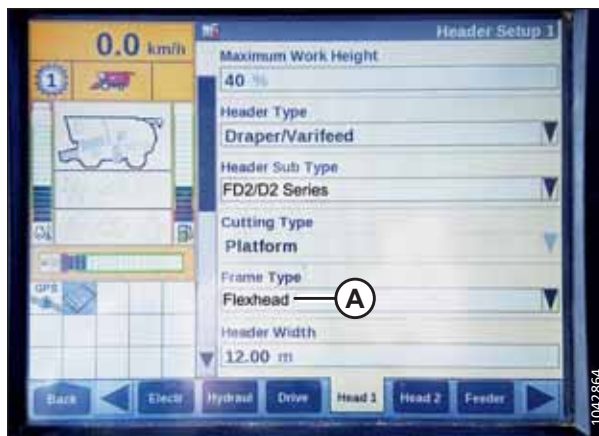 0.0 km/h
Header Setup 1
Maximum Work Height
40 %
1
Header Type
Draper/Varifeed
Header Sub Type
FD2/D2 Series
Cutting Type
Platform
Frame Type
Flexhead
A
GPS
Header Width
12.00 m
Back
Electr
Hydraul
Drive
Head 1
Head 2
Feeder
1042864